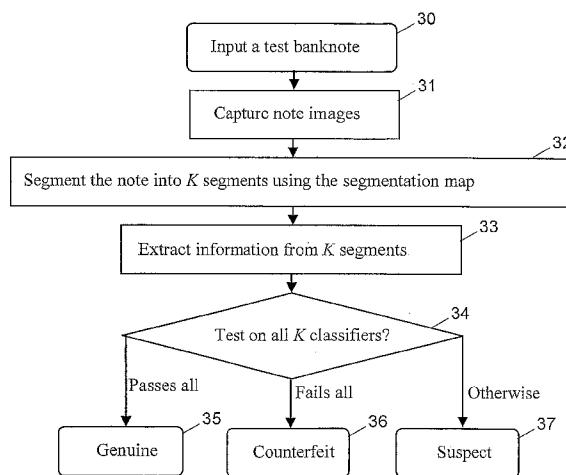 30
Input a test banknote
31
Capture note images
32
Segment the note into K segments using the segmentation map
33
Extract information from K segments
34
Test on all K classifiers?
Passes all
Fails all
Otherwise
35
36
37
Genuine
Counterfeit
Suspect